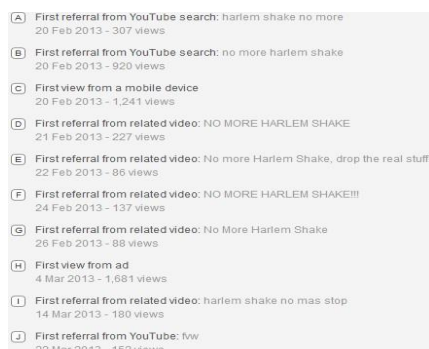 A First referral from YouTube search: harlem shake no more
20 Feb 2013 - 307 views
B First referral from YouTube search: no more harlem shake
20 Feb 2013 - 920 views
C First view from a mobile device
20 Feb 2013 - 1,241 views
D First referral from related video: NO MORE HARLEM SHAKE
21 Feb 2013 - 227 views
E First referral from related video: No more Harlem Shake, drop the real stuff
22 Feb 2013 - 86 views
F First referral from related video: NO MORE HARLEM SHAKE!!!
24 Feb 2013 - 137 views
G First referral from related video: No More Harlem Shake
26 Feb 2013 - 88 views
H First view from ad
4 Mar 2013 - 1,681 views
I First referral from related video: harlem shake no mas stop
14 Mar 2013 - 180 views
J First referral from YouTube: fvw
Mar 2013 - views